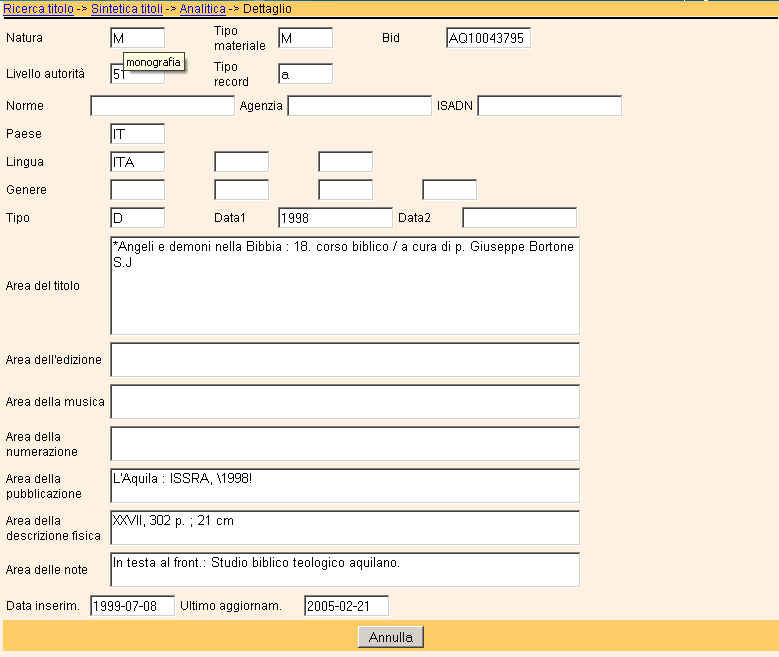 Ricerca titolo -> Sintetica titoli -> Analitica -> Dettaglio
Natura M Tipo materiale M Bid AQ10043795
monografia
Livello autorità 51 Tipo record a
Norme Agenzia ISADN
Paese IT
Lingua ITA
Genere
Tipo D Data1 1998 Data2
Area del titolo
*Angeli e demoni nella Bibbia : 18. corso biblico / a cura di p. Giuseppe Bortone
S.J
Area dell'edizione
Area della musica
Area della
numerazione
Area della
pubblicazione
L'Aquila : ISSRA, \1998!
Area della
descrizione fisica
XXVII, 302 p. ; 21 cm
Area delle note
In testa al front.: Studio biblico teologico aquilano.
Data inserim. 1999-07-08 Ultimo aggiornam. 2005-02-21
Annulla